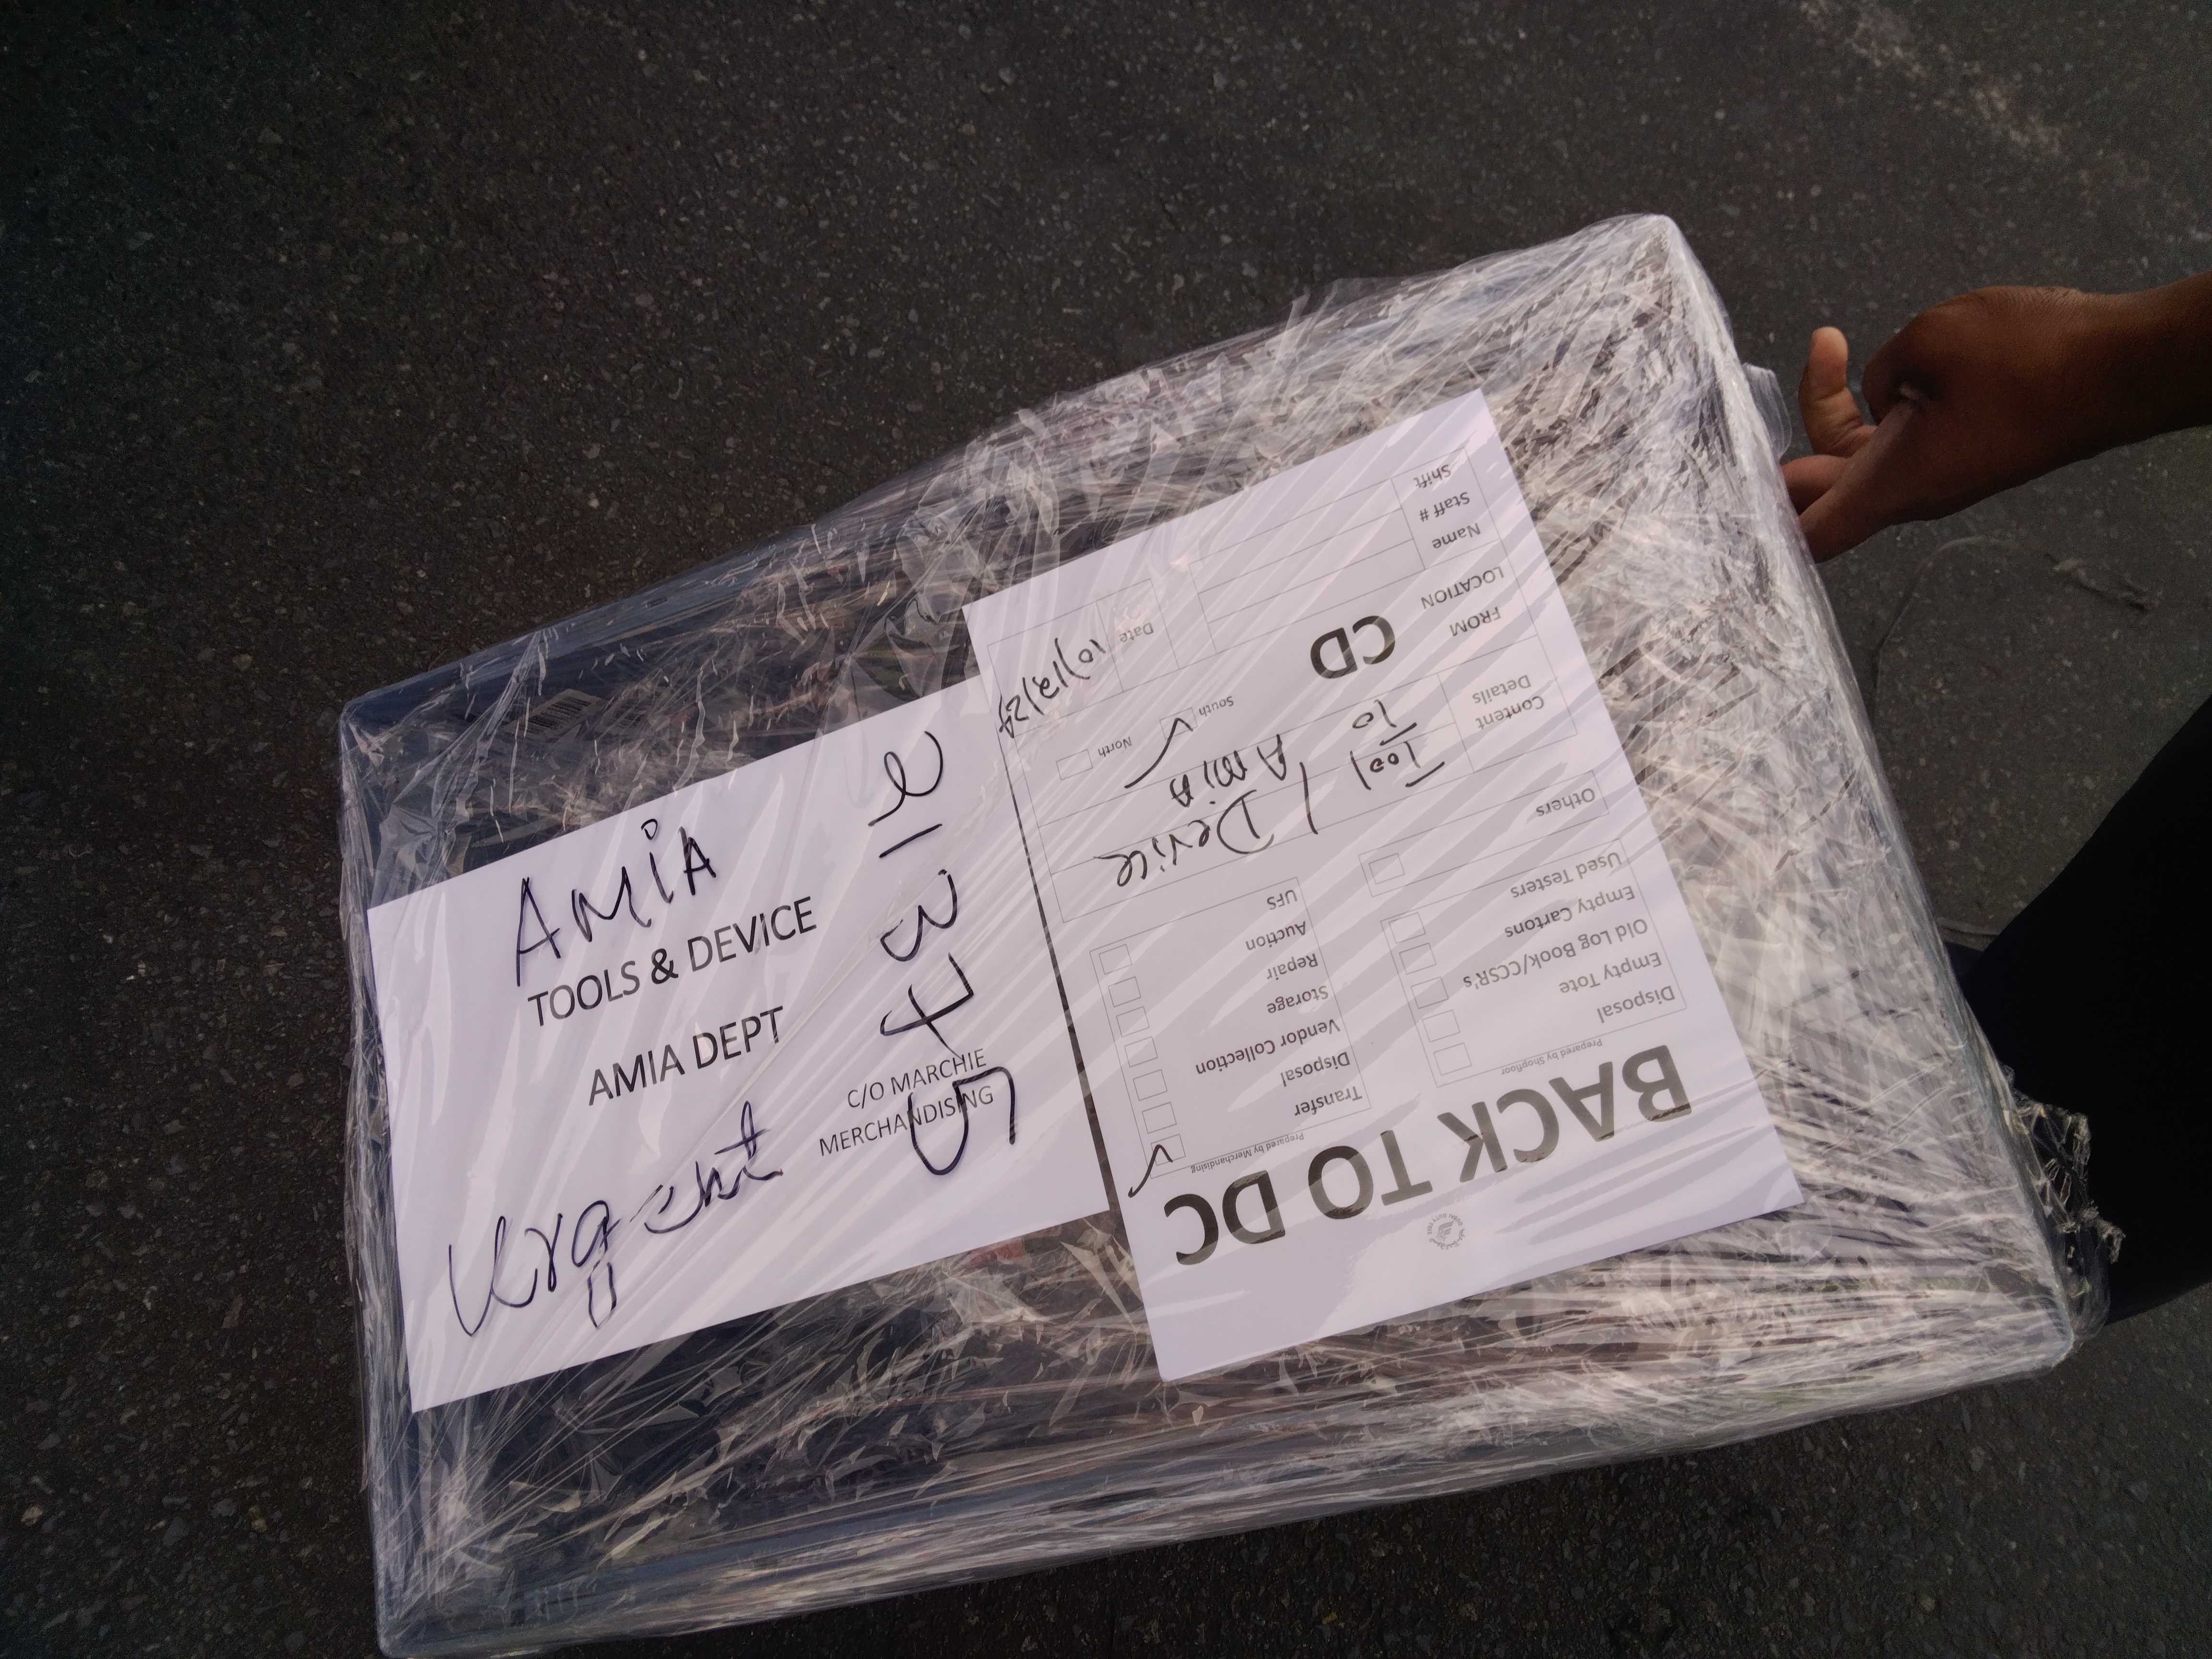 AMiA
TOOLS & DEVICE
AMIA DEPT
C/O MARCHIE
MERCHANDISING
Urgent
21345
BACK TO DC
Prepared by Shopfloor
Disposal
Empty Tote
Old Log Book/CCSR's
Empty Cartons
Used Testers
Others
Prepared by Merchandising
Transfer
Disposal
Vendor Collection
Storage
Repair
Auction
UFS
Content
Details
Tool / Device
To AmiA
FROM
LOCATION
CD
South
North
Name
Staff #
Shift
Date
10/12/24